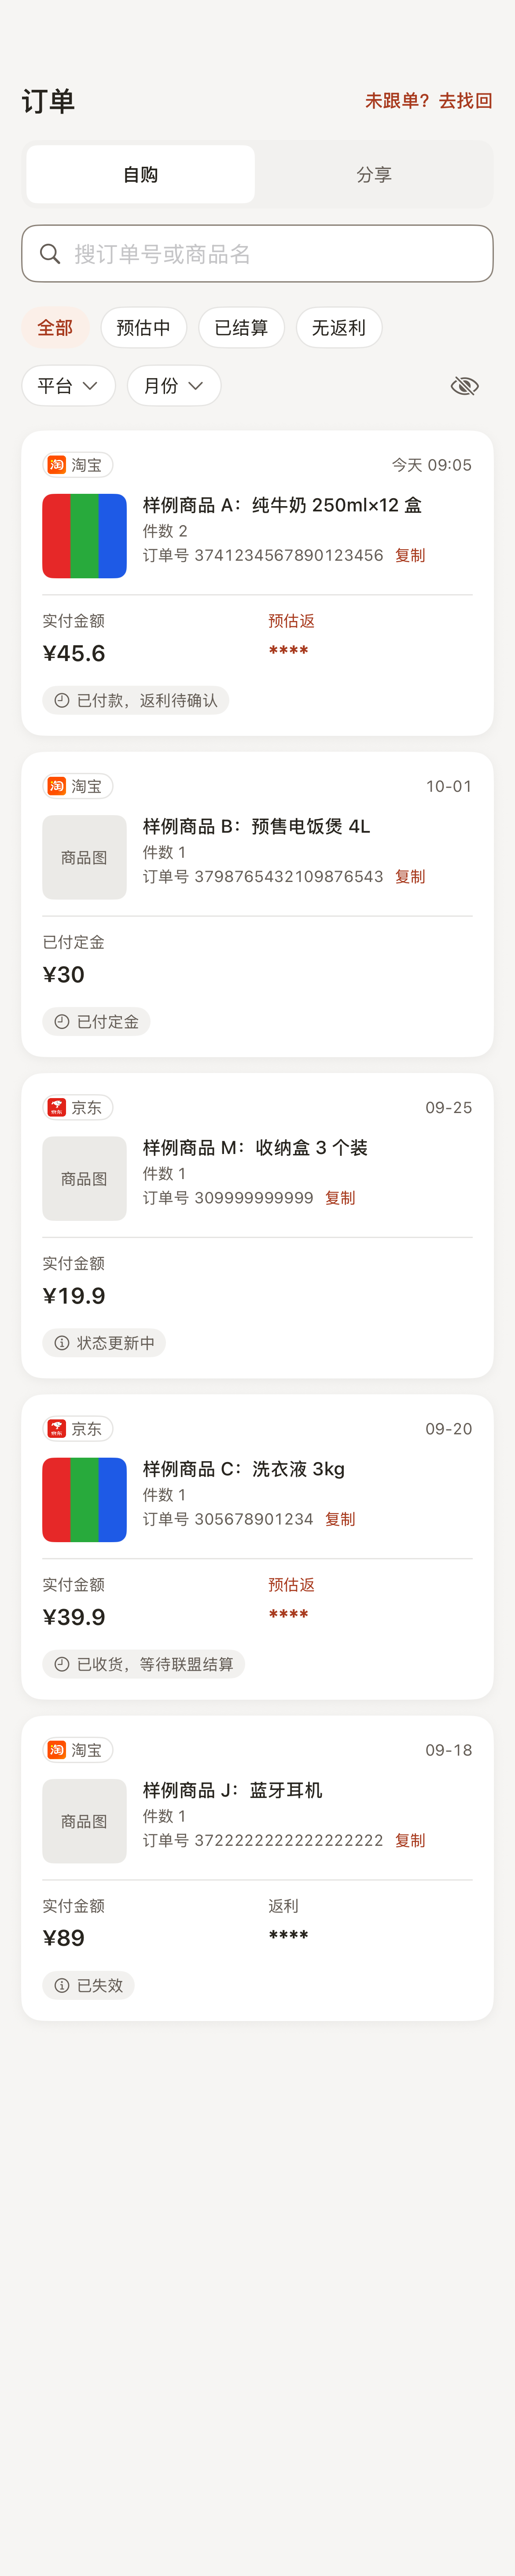 订单
未跟单？去找回
自购
分享
搜订单号或商品名
全部
预估中
已结算
无返利
平台
月份
淘 淘宝
今天 09:05
样例商品 A：纯牛奶 250ml×12 盒
件数 2
订单号 3741234567890123456 复制
实付金额
预估返
¥45.6
****
已付款，返利待确认
淘 淘宝
10-01
商品图
样例商品 B：预售电饭煲 4L
件数 1
订单号 3798765432109876543 复制
已付定金
¥30
已付定金
京东 京东
09-25
商品图
样例商品 M：收纳盒 3 个装
件数 1
订单号 309999999999 复制
实付金额
¥19.9
状态更新中
京东 京东
09-20
样例商品 C：洗衣液 3kg
件数 1
订单号 305678901234 复制
实付金额
预估返
¥39.9
****
已收货，等待联盟结算
淘 淘宝
09-18
商品图
样例商品 J：蓝牙耳机
件数 1
订单号 3722222222222222222 复制
实付金额
返利
¥89
****
已失效